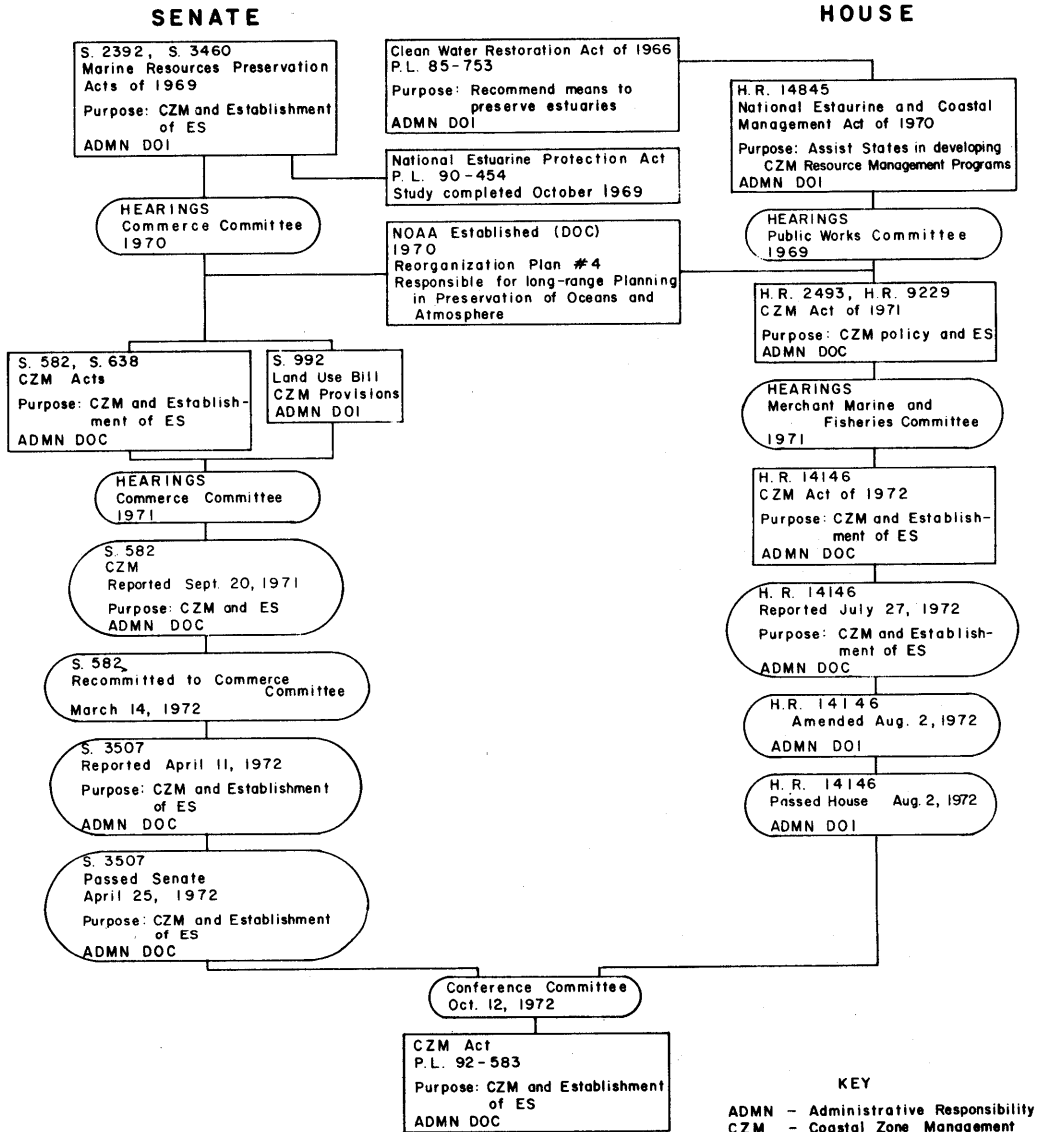 SENATE
S. 2392, S. 3460
Marine Resources Preservation
Acts of 1969
Purpose: CZM and Establishment
of ES
ADMN DOI
HEARINGS
Commerce Committee
1970
S. 582, S. 638
CZM Acts
Purpose: CZM and Establish-
ment of ES
ADMN DOC
S. 992
Land Use Bill
CZM Provisions
ADMN DOI
HEARINGS
Commerce Committee
1971
S. 582
CZM
Reported Sept. 20, 1971
Purpose: CZM and ES
ADMN DOC
S. 582
Recommitted to Commerce
Committee
March 14, 1972
S. 3507
Reported April 11, 1972
Purpose: CZM and Establishment
of ES
ADMN DOC
S. 3507
Passed Senate
April 25, 1972
Purpose: CZM and Establishment
of ES
ADMN DOC
Clean Water Restoration Act of 1966
P.L. 85-753
Purpose: Recommend means to
preserve estuaries
ADMN DOI
National Estuarine Protection Act
P.L. 90-454
Study completed October 1969
NOAA Established (DOC)
1970
Reorganization Plan #4
Responsible for long-range Planning
in Preservation of Oceans and
Atmosphere
HOUSE
H.R. 14845
National Estaurine and Coastal
Management Act of 1970
Purpose: Assist States in developing
CZM Resource Management Programs
ADMN DOI
HEARINGS
Public Works Committee
1969
H.R. 2493, H.R. 9229
CZM Act of 1971
Purpose: CZM policy and ES
ADMN DOC
HEARINGS
Merchant Marine and
Fisheries Committee
1971
H.R. 14146
CZM Act of 1972
Purpose: CZM and Establish-
ment of ES
ADMN DOC
H. R. 14146
Reported July 27, 1972
Purpose: CZM and Establish-
ment of ES
ADMN DOC
H.R. 14146
Amended Aug. 2, 1972
ADMN DOI
H. R. 14146
Passed House Aug. 2, 1972
ADMN DOI
Conference Committee
Oct. 12, 1972
CZM Act
P.L. 92-583
Purpose: CZM and Establishment
of ES
ADMN DOC
KEY
ADMN - Administrative Responsibility
CZM - Coastal Zone Management